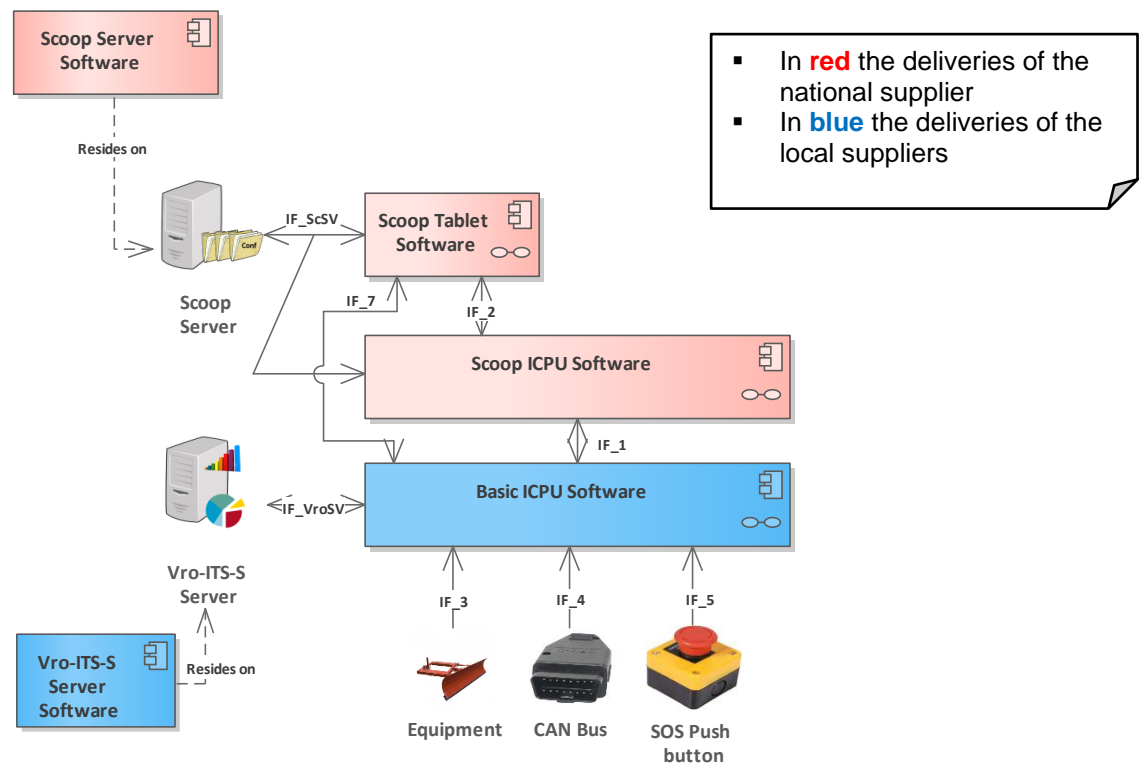 Scoop Server
Software
▪ In red the deliveries of the
national supplier
▪ In blue the deliveries of the
local suppliers
Resides on
Conf
Scoop
Server
IF_ScSV
Scoop Tablet
Software
IF_7
IF_2
Scoop ICPU Software
IF_1
Basic ICPU Software
IF_VroSV
Vro-ITS-S
Server
Vro-ITS-S
Server
Software
Resides on
IF_3
IF_4
IF_5
Equipment
CAN Bus
SOS Push
button